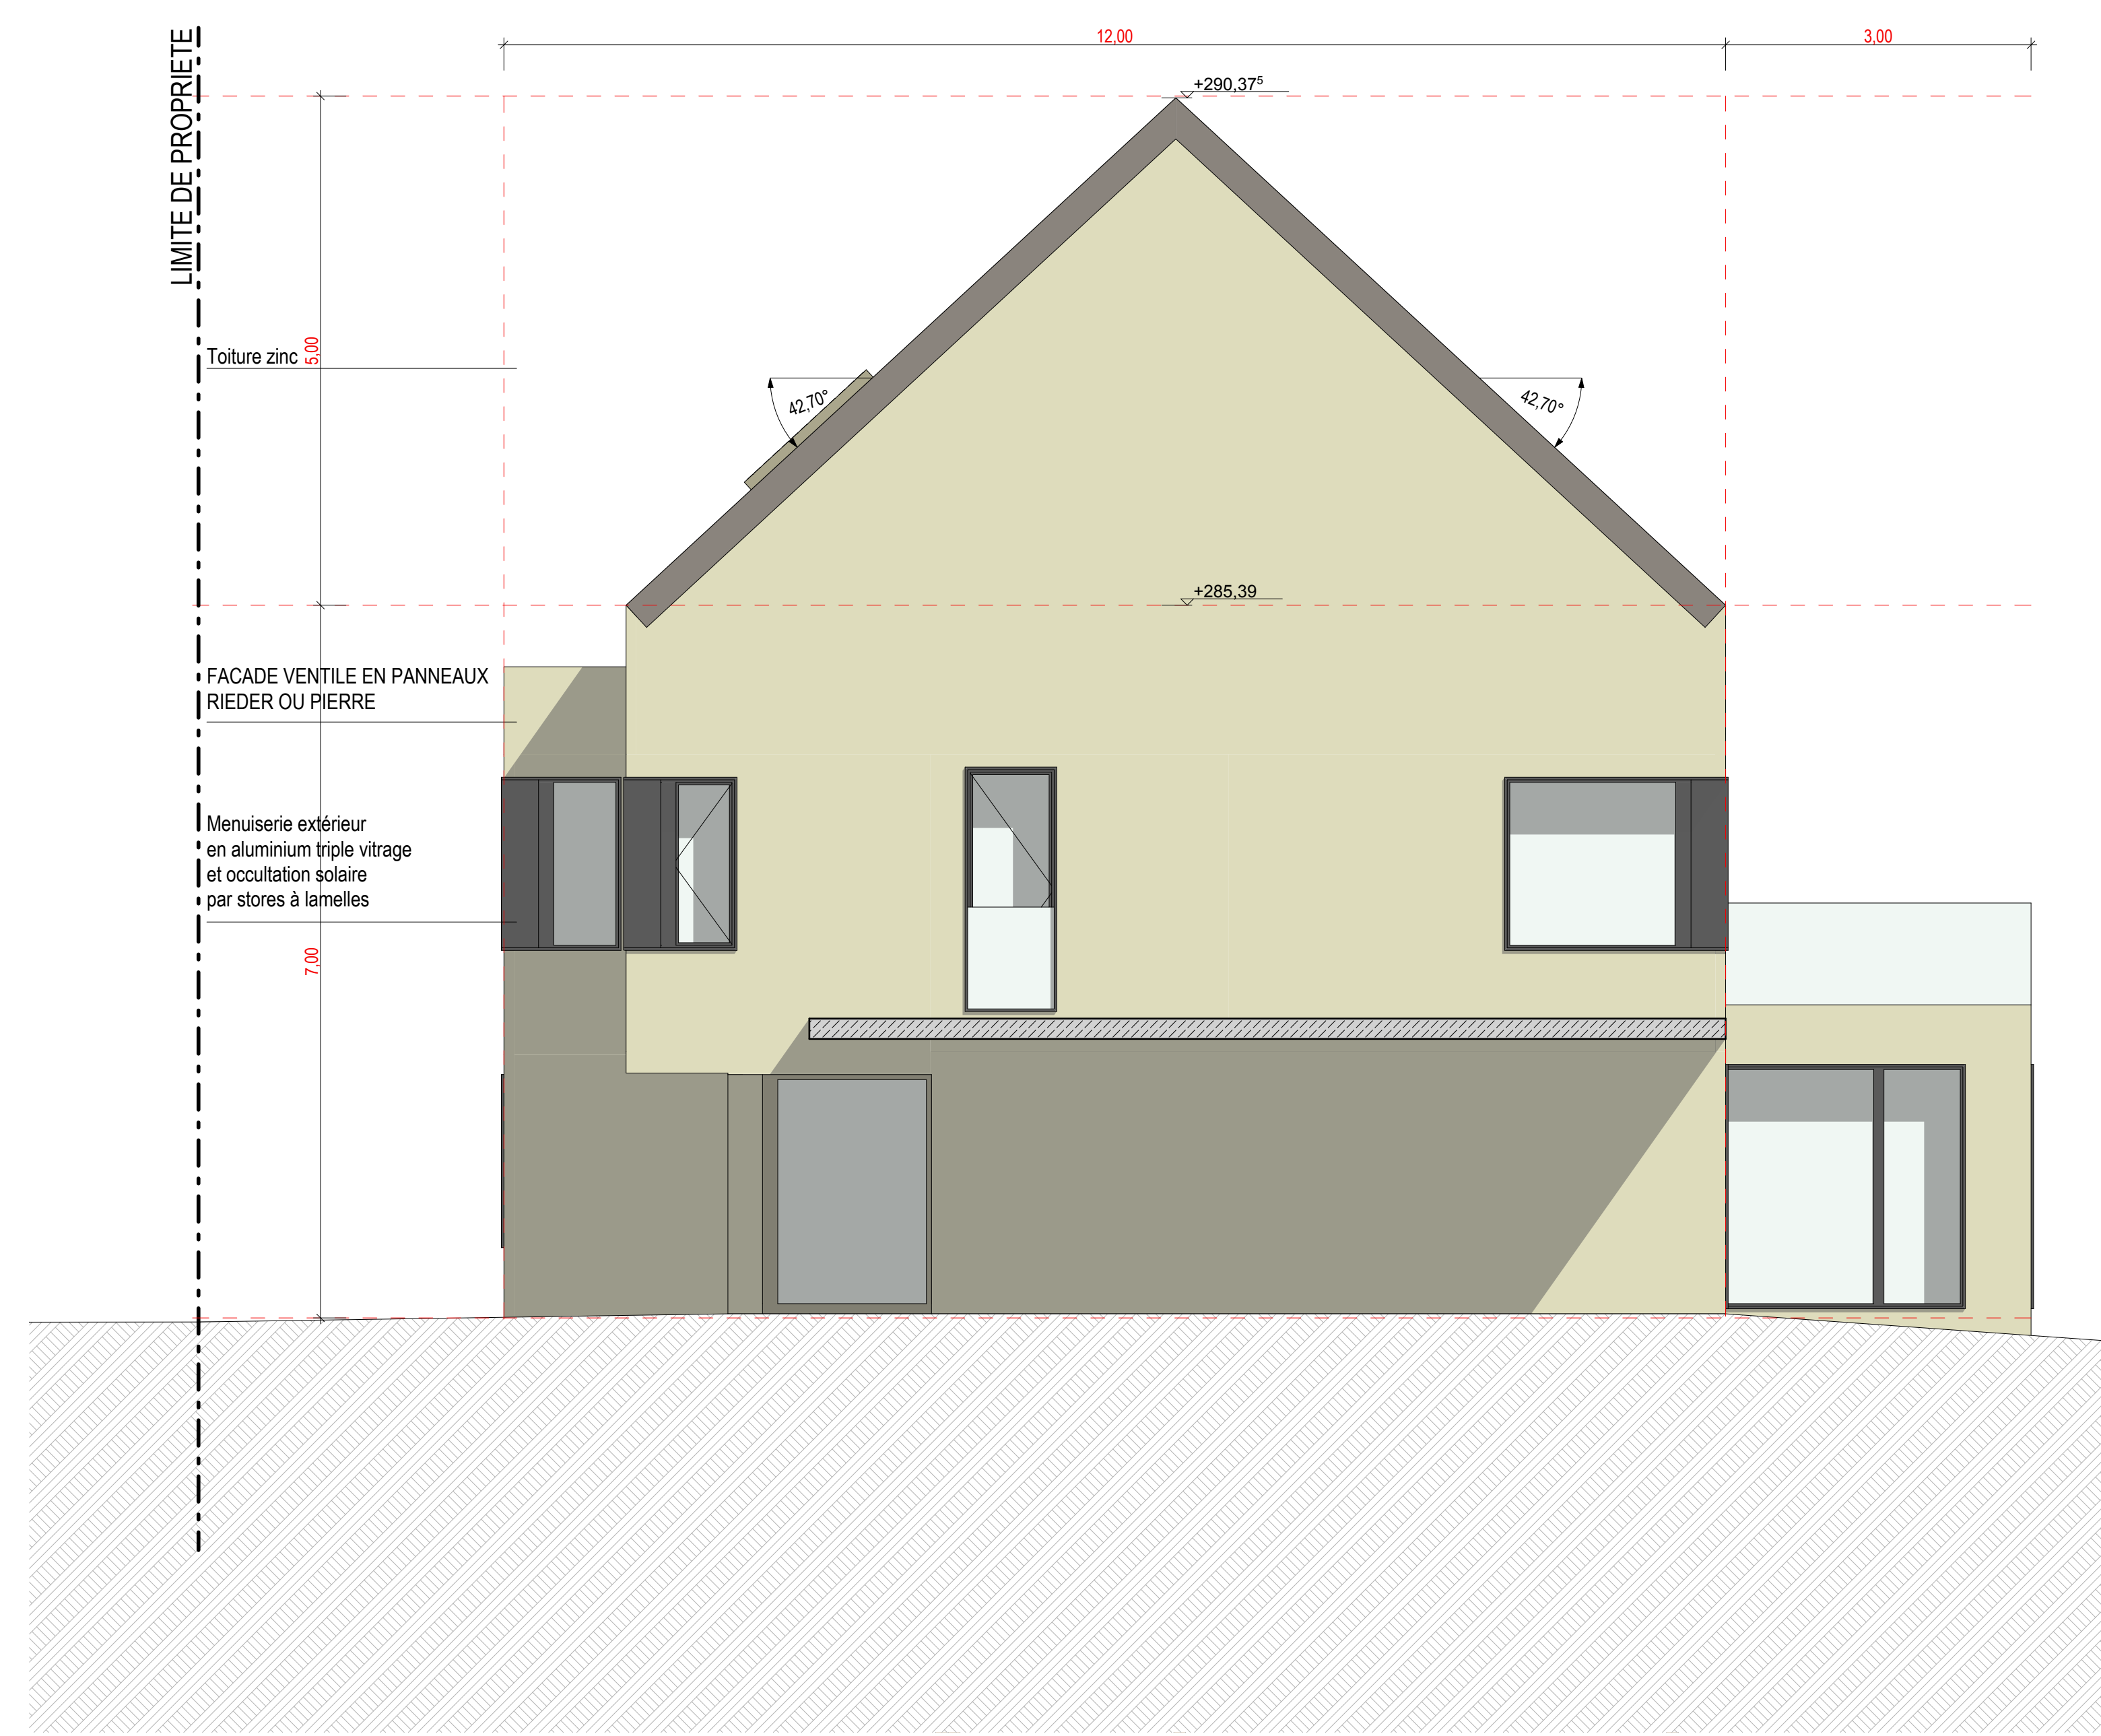 12,00
3,00
LIMITE DE PROPRIETE
+290,37⁵
5,00
Toiture zinc
42,70°
42,70°
+285,39
FACADE VENTILE EN PANNEAUX
RIEDER OU PIERRE
Menuiserie extérieur
en aluminium triple vitrage
et occultation solaire
par stores à lamelles
7,00